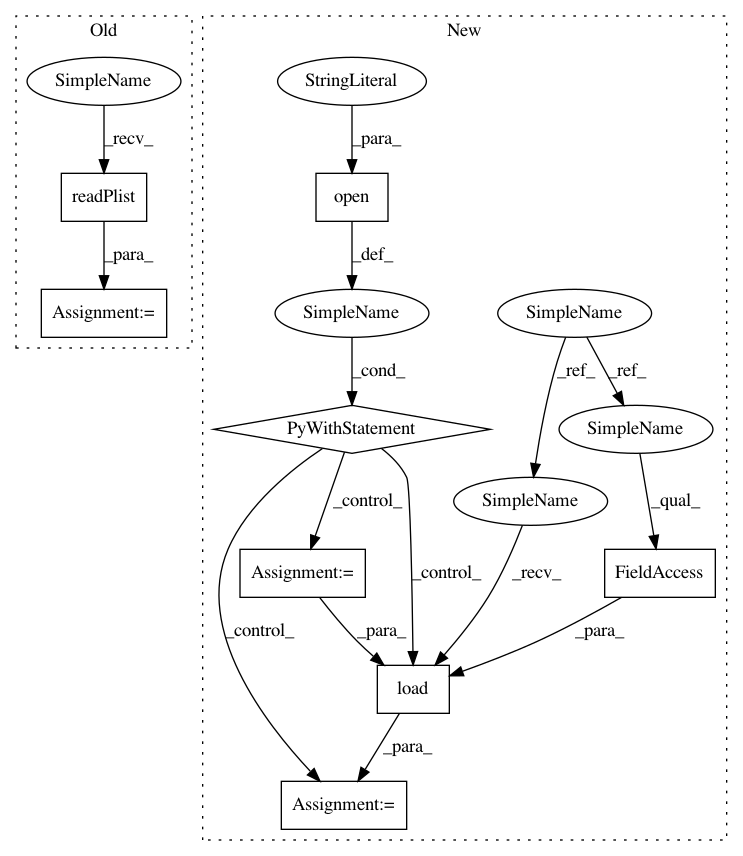 Old
New
SimpleName
StringLiteral
_recv_
_para_
readPlist
open
_para_
_def_
Assignment:=
SimpleName
SimpleName
_cond_
_ref_
_ref_
PyWithStatement
SimpleName
_control_
SimpleName
_qual_
Assignment:=
_control_
_recv_
FieldAccess
_control_
_para_
_para_
load
_para_
Assignment:=